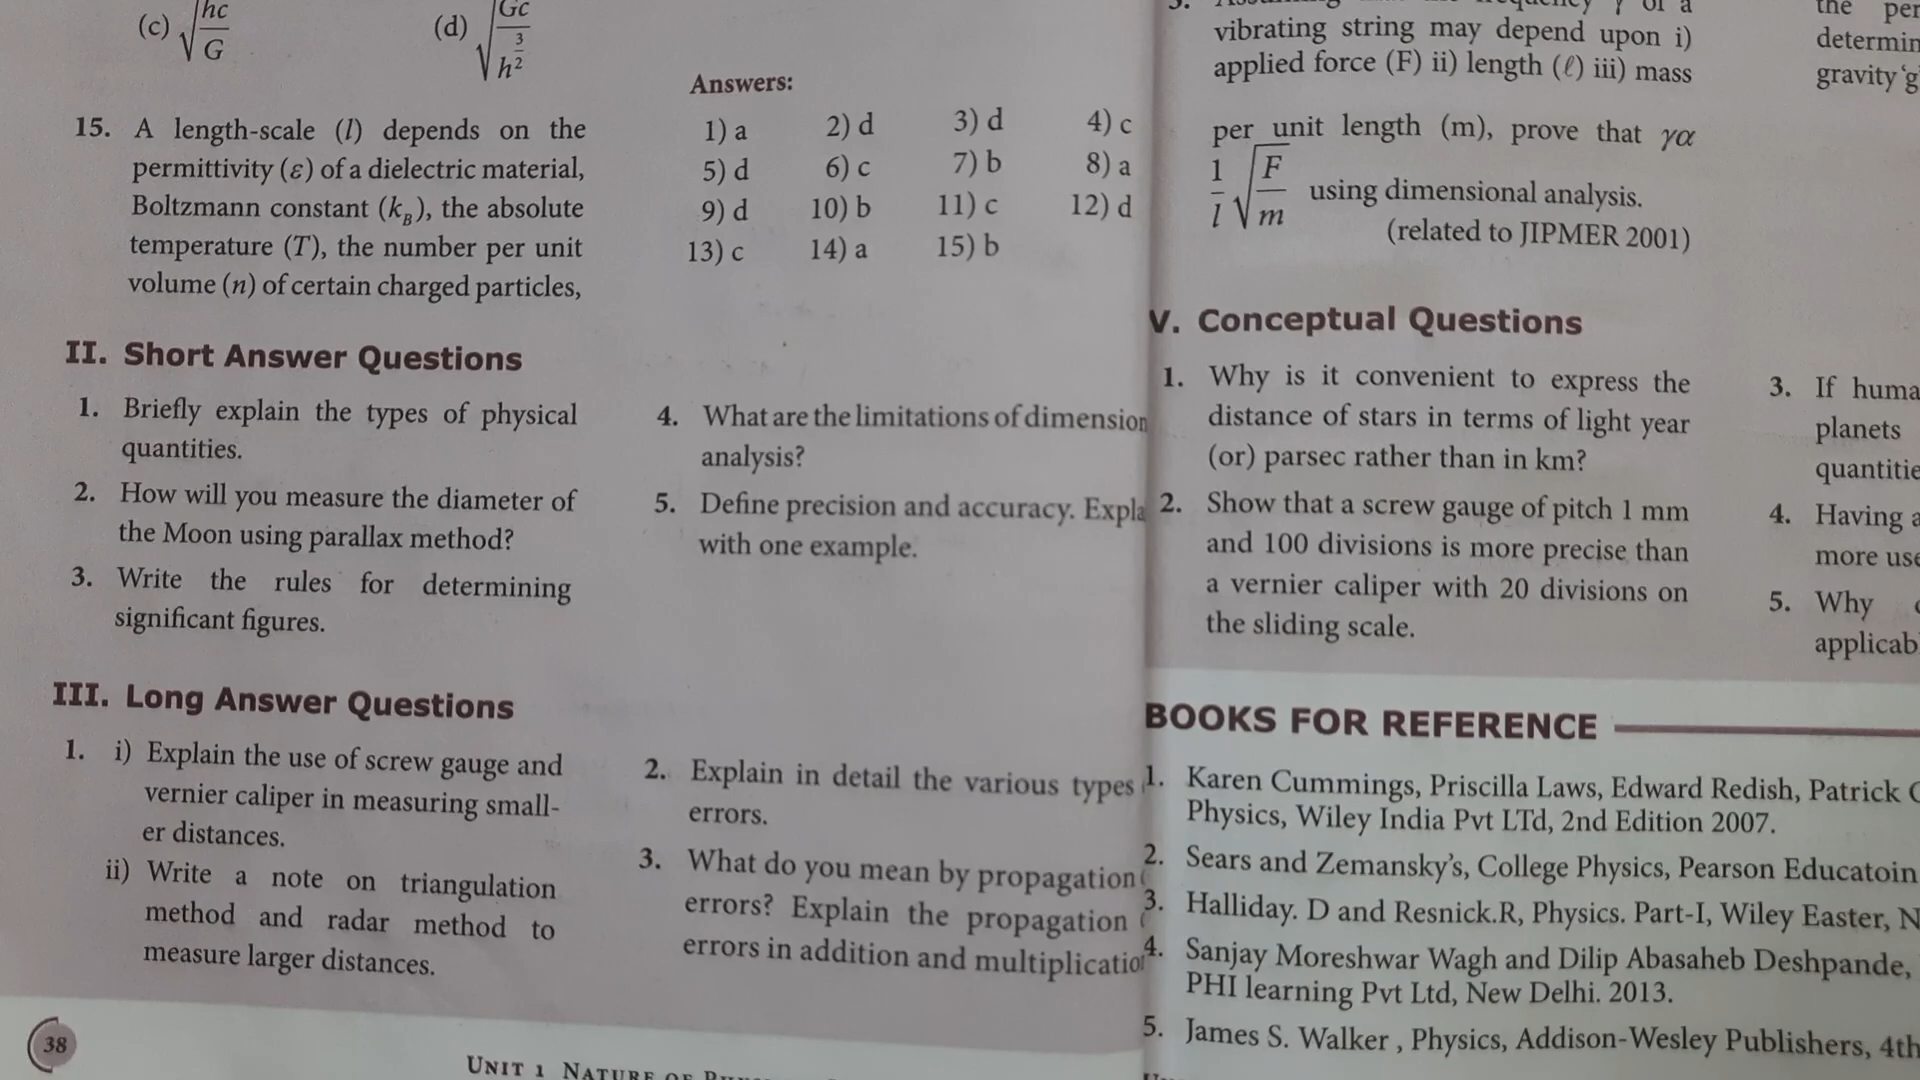 (c) √hc/G
(d) √Gc/h^3/2
15. A length-scale (l) depends on the
permittivity (ε) of a dielectric material,
Boltzmann constant (k_B), the absolute
temperature (T), the number per unit
volume (n) of certain charged particles,
Answers:
1) a 2) d 3) d 4) c
5) d 6) c 7) b 8) a
9) d 10) b 11) c 12) d
13) c 14) a 15) b
II. Short Answer Questions
1. Briefly explain the types of physical
quantities.
2. How will you measure the diameter of
the Moon using parallax method?
3. Write the rules for determining
significant figures.
4. What are the limitations of dimension
analysis?
5. Define precision and accuracy. Expla
with one example.
III. Long Answer Questions
1. i) Explain the use of screw gauge and
vernier caliper in measuring small-
er distances.
ii) Write a note on triangulation
method and radar method to
measure larger distances.
2. Explain in detail the various types
errors.
3. What do you mean by propagation
errors? Explain the propagation
errors in addition and multiplicatio
38
UNIT 1 NATURE OF
of a
vibrating string may depend upon i)
applied force (F) ii) length (ℓ) iii) mass
per unit length (m), prove that γα
1/l √F/m using dimensional analysis.
(related to JIPMER 2001)
the per
determin
gravity 'g'
V. Conceptual Questions
1. Why is it convenient to express the
distance of stars in terms of light year
(or) parsec rather than in km?
2. Show that a screw gauge of pitch 1 mm
and 100 divisions is more precise than
a vernier caliper with 20 divisions on
the sliding scale.
3. If huma
planets
quantitie
4. Having a
more use
5. Why
applicab
BOOKS FOR REFERENCE
1. Karen Cummings, Priscilla Laws, Edward Redish, Patrick C
Physics, Wiley India Pvt LTd, 2nd Edition 2007.
2. Sears and Zemansky's, College Physics, Pearson Educatoin
3. Halliday. D and Resnick.R, Physics. Part-I, Wiley Easter, N
4. Sanjay Moreshwar Wagh and Dilip Abasaheb Deshpande,
PHI learning Pvt Ltd, New Delhi. 2013.
5. James S. Walker , Physics, Addison-Wesley Publishers, 4th